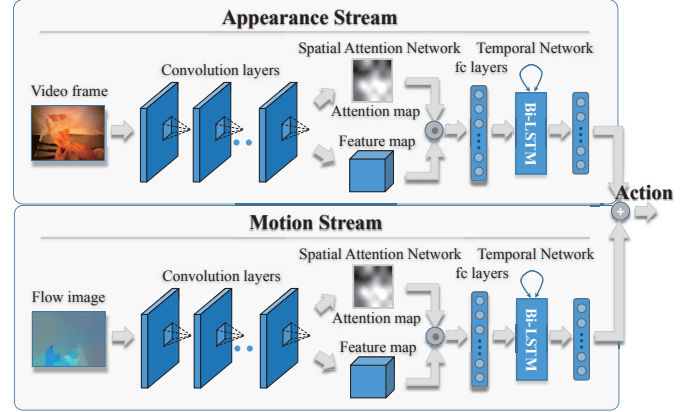 Appearance Stream
Spatial Attention Network
Temporal Network
Convolution layers
fc layers
Video frame
Attention map
Feature map
Bi-LSTM
Action
+
Motion Stream
Spatial Attention Network
Temporal Network
Convolution layers
fc layers
Flow image
Attention map
Feature map
Bi-LSTM